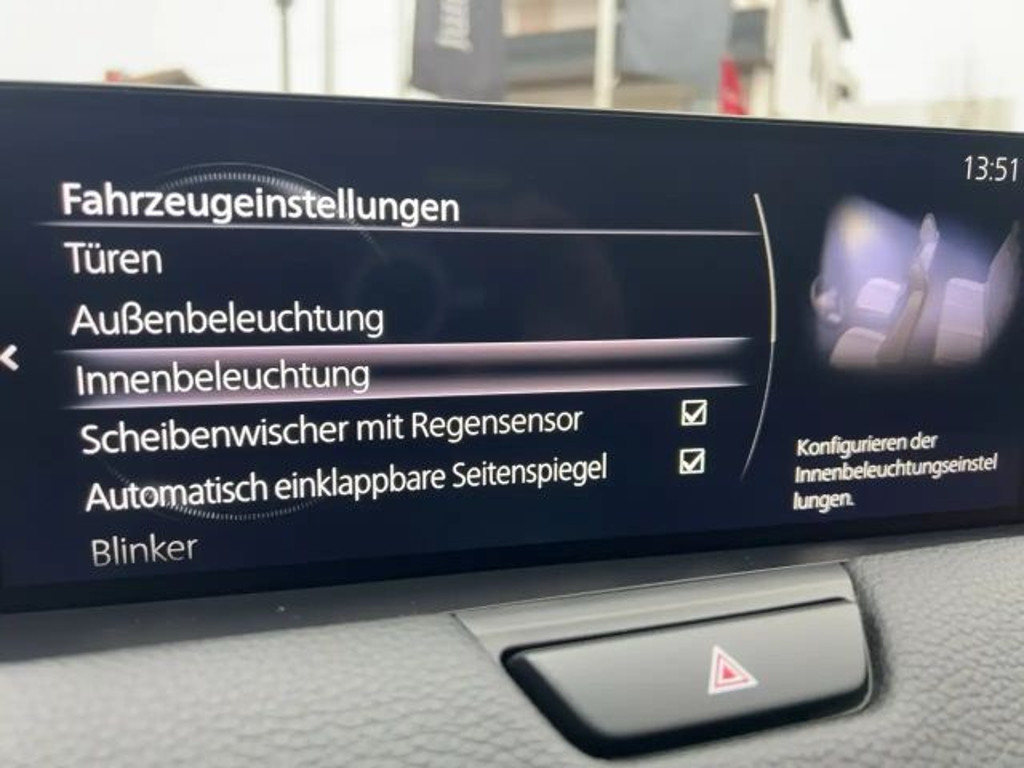 13:51
Fahrzeugeinstellungen
Türen
Außenbeleuchtung
Innenbeleuchtung
Scheibenwischer mit Regensensor
Automatisch einklappbare Seitenspiegel
Blinker
Konfigurieren der
Innenbeleuchtungseinstel
lungen.